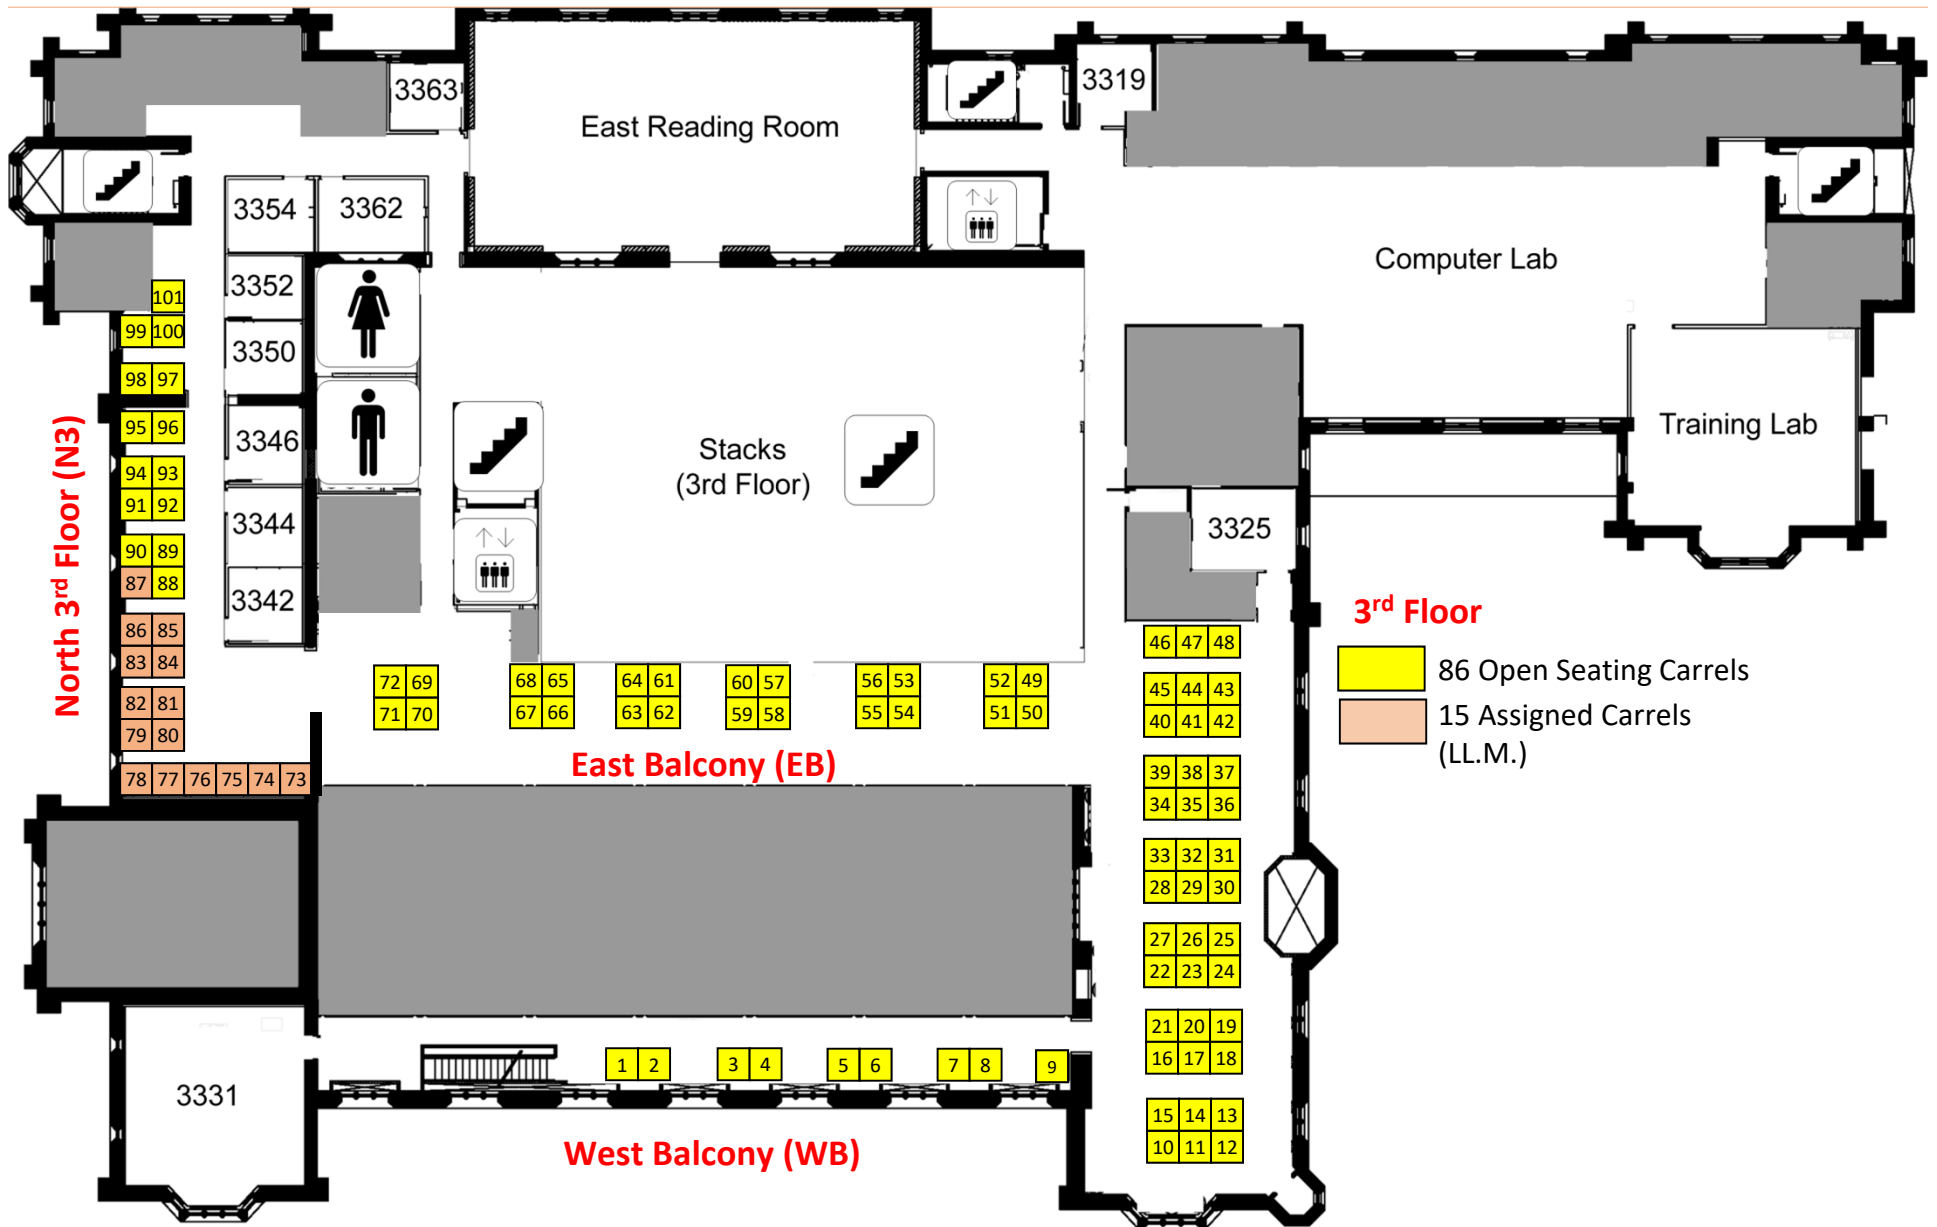 3363
East Reading Room
3319
3354 3362
3352
3350
3346
3344
3342
Computer Lab
Training Lab
Stacks
(3rd Floor)
3325
North 3rd Floor (N3)
101
99 100
98 97
95 96
94 93
91 92
90 89
87 88
86 85
83 84
82 81
79 80
78 77 76 75 74 73
72 69 68 65 64 61 60 57 56 53 52 49
71 70 67 66 63 62 59 58 55 54 51 50
East Balcony (EB)
46 47 48
45 44 43
40 41 42
39 38 37
34 35 36
33 32 31
28 29 30
27 26 25
22 23 24
21 20 19
16 17 18
15 14 13
10 11 12
3rd Floor
86 Open Seating Carrels
15 Assigned Carrels
(LL.M.)
1 2 3 4 5 6 7 8 9
3331
West Balcony (WB)